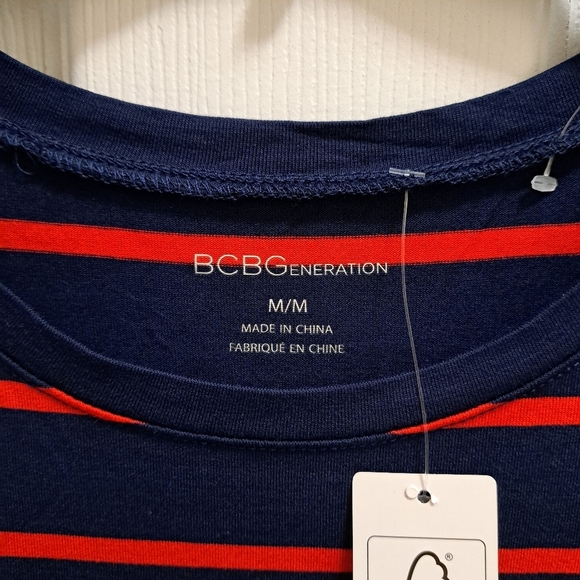 BCBGENERATION
M/M
MADE IN CHINA
FABRIQUÉ EN CHINE
®